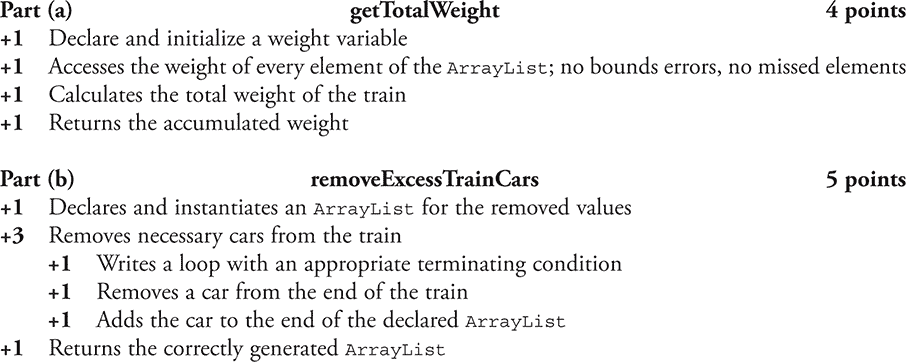 Part (a) getTotalWeight 4 points
+1 Declare and initialize a weight variable
+1 Accesses the weight of every element of the ArrayList; no bounds errors, no missed elements
+1 Calculates the total weight of the train
+1 Returns the accumulated weight
Part (b) removeExcessTrainCars 5 points
+1 Declares and instantiates an ArrayList for the removed values
+3 Removes necessary cars from the train
+1 Writes a loop with an appropriate terminating condition
+1 Removes a car from the end of the train
+1 Adds the car to the end of the declared ArrayList
+1 Returns the correctly generated ArrayList